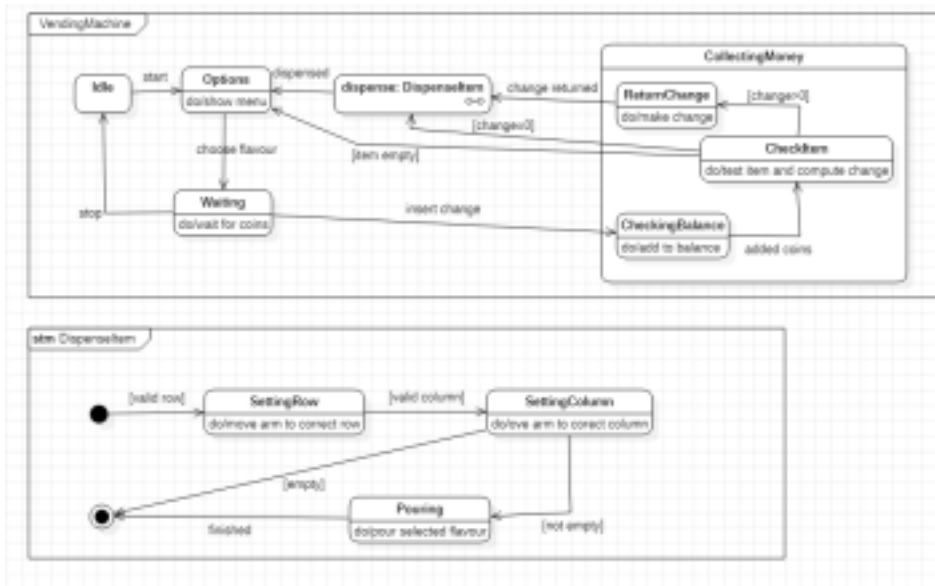 VendingMachine
CollectingMoney
Idle
start
Options
do/show menu
dispensed
dispense: DispenseItem
change returned
ReturnChange
do/make change
[change>0]
[change=0]
CheckItem
do/test item and compute change
choose flavour
[item empty]
Waiting
do/wait for coins
stop
insert change
CheckingBalance
do/add to balance
added coins
stm DispenseItem
[valid row]
SettingRow
do/move arm to correct row
[valid column]
SettingColumn
do/ove arm to corect column
[empty]
Pouring
do/pour selected flavour
[not empty]
finished